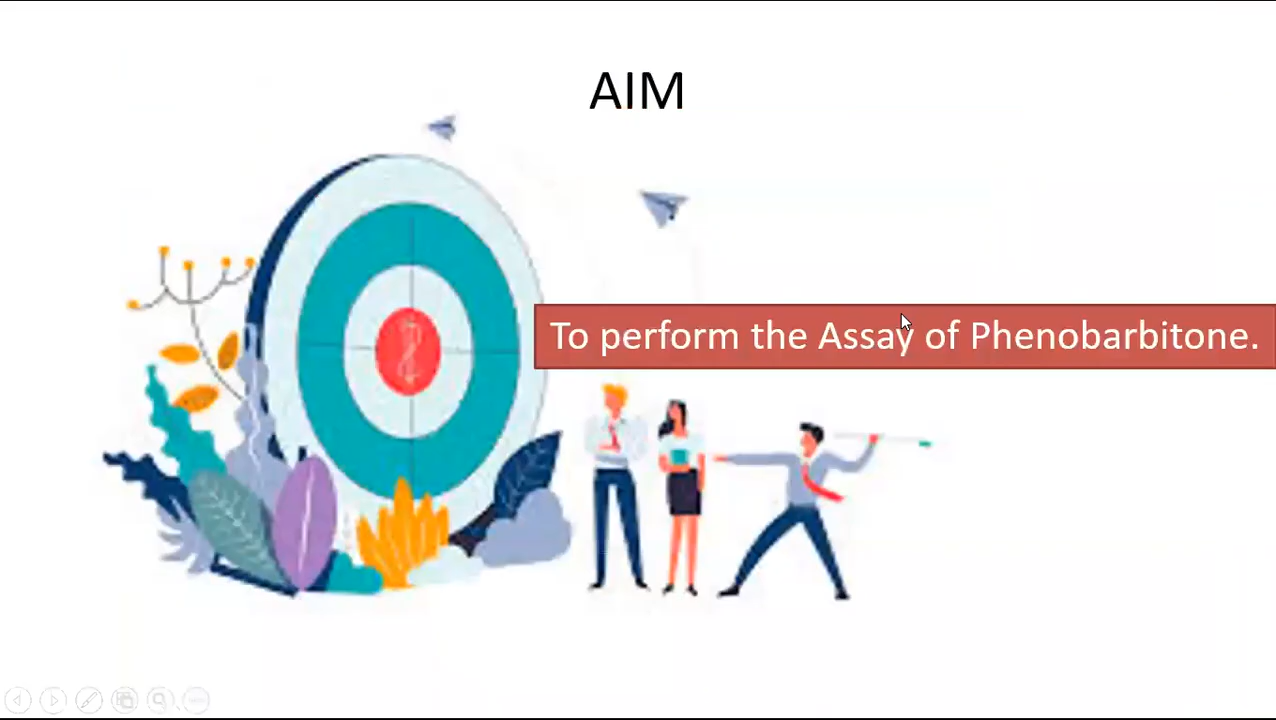 AIM
To perform the Assay of Phenobarbitone.